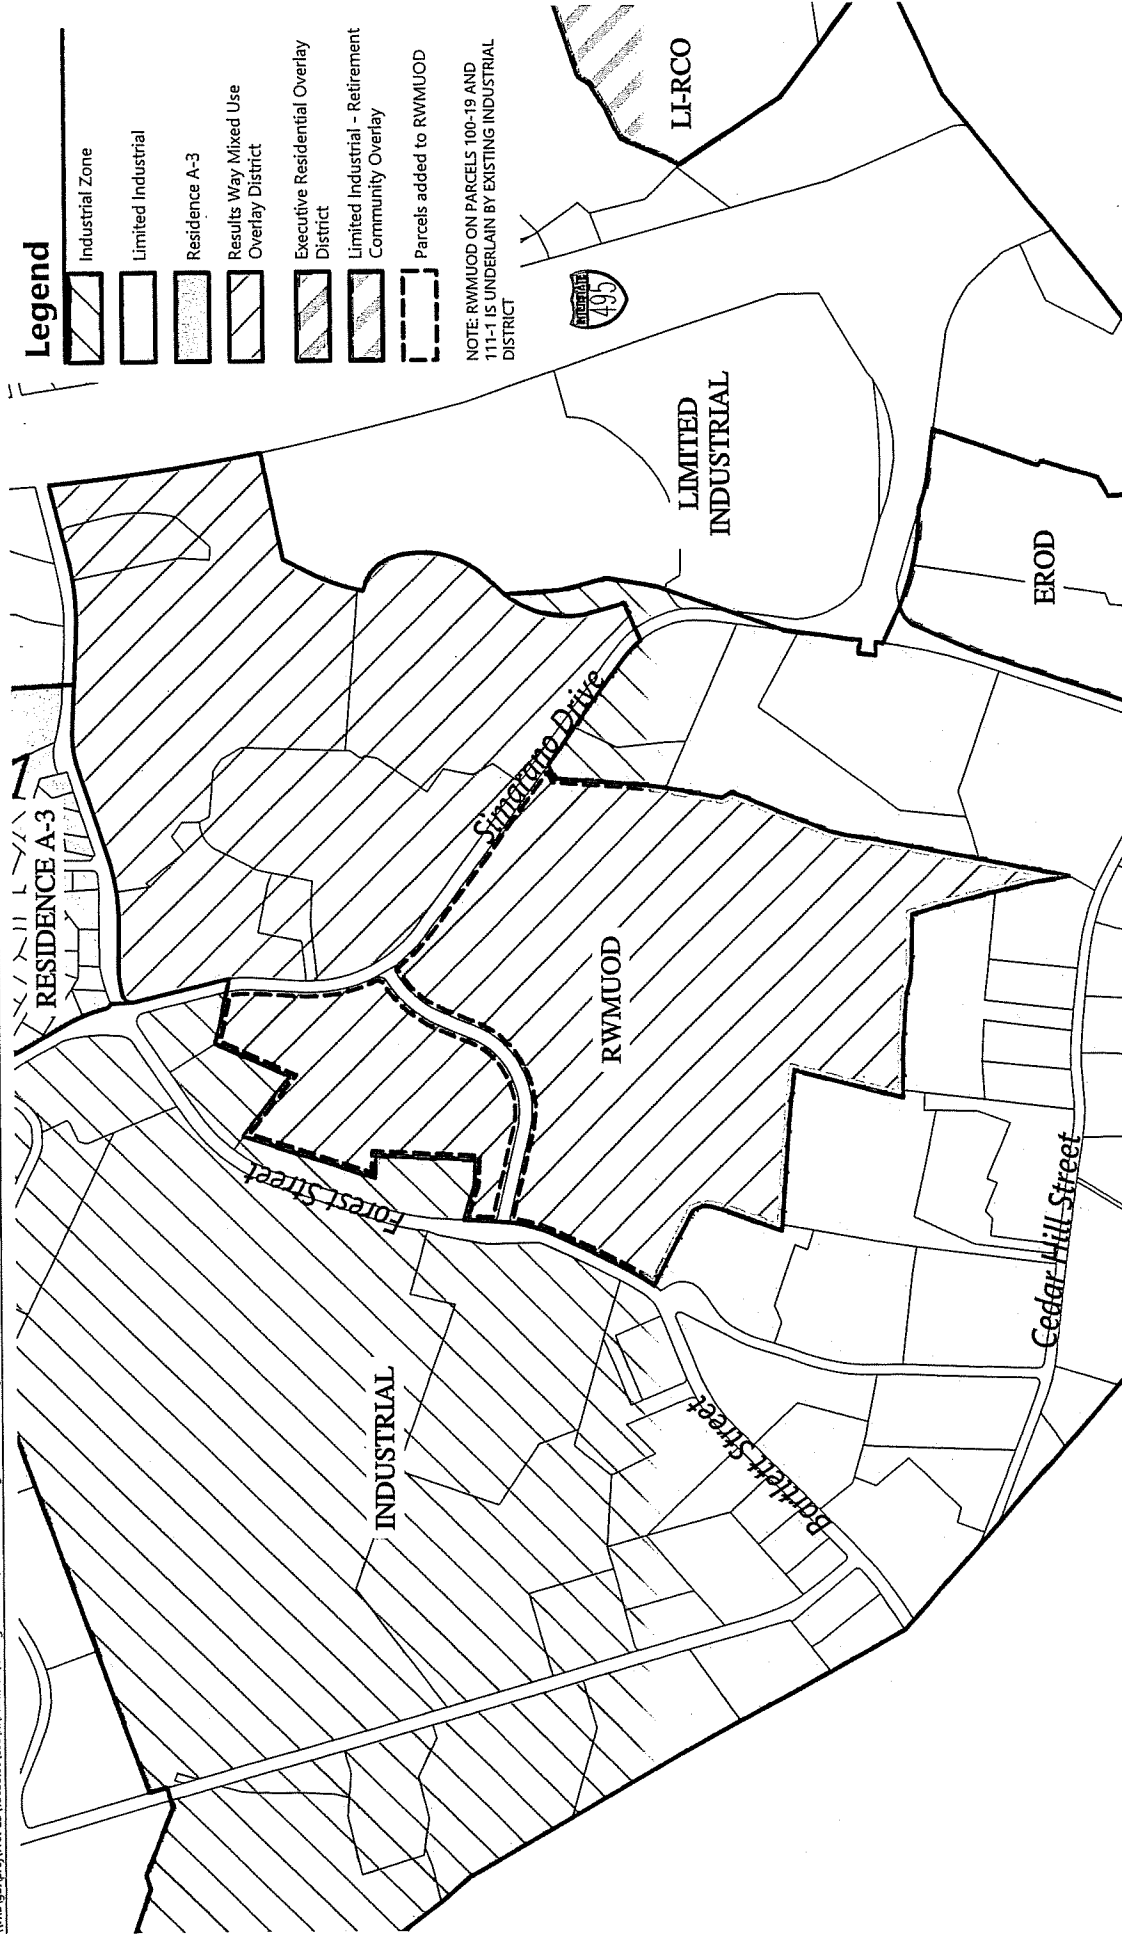 Legend
Industrial Zone
Limited Industrial
Residence A-3
Results Way Mixed Use
Overlay District
Executive Residential Overlay
District
Limited Industrial - Retirement
Community Overlay
Parcels added to RWMUOD
NOTE: RWMUOD ON PARCELS 100-19 AND
111-1 IS UNDERLAIN BY EXISTING INDUSTRIAL
DISTRICT
RESIDENCE A-3
1
INDUSTRIAL
Forest Street
Simarano Drive
RWMUOD
Bartlett Street
Cedar Hill Street
LIMITED
INDUSTRIAL
INTERSTATE
495
LI-RCO
EROD